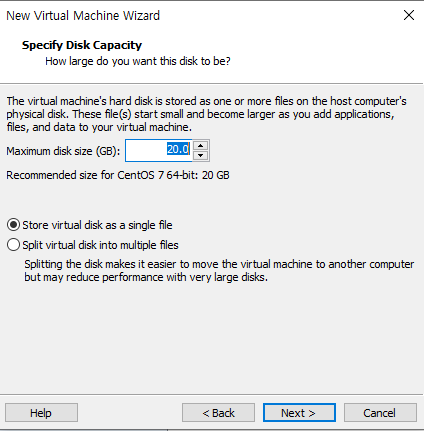 New Virtual Machine Wizard
Specify Disk Capacity
How large do you want this disk to be?
The virtual machine's hard disk is stored as one or more files on the host computer's
physical disk. These file(s) start small and become larger as you add applications,
files, and data to your virtual machine.
Maximum disk size (GB): 20.0
Recommended size for CentOS 7 64-bit: 20 GB
Store virtual disk as a single file
Split virtual disk into multiple files
Splitting the disk makes it easier to move the virtual machine to another computer
but may reduce performance with very large disks.
Help < Back Next > Cancel